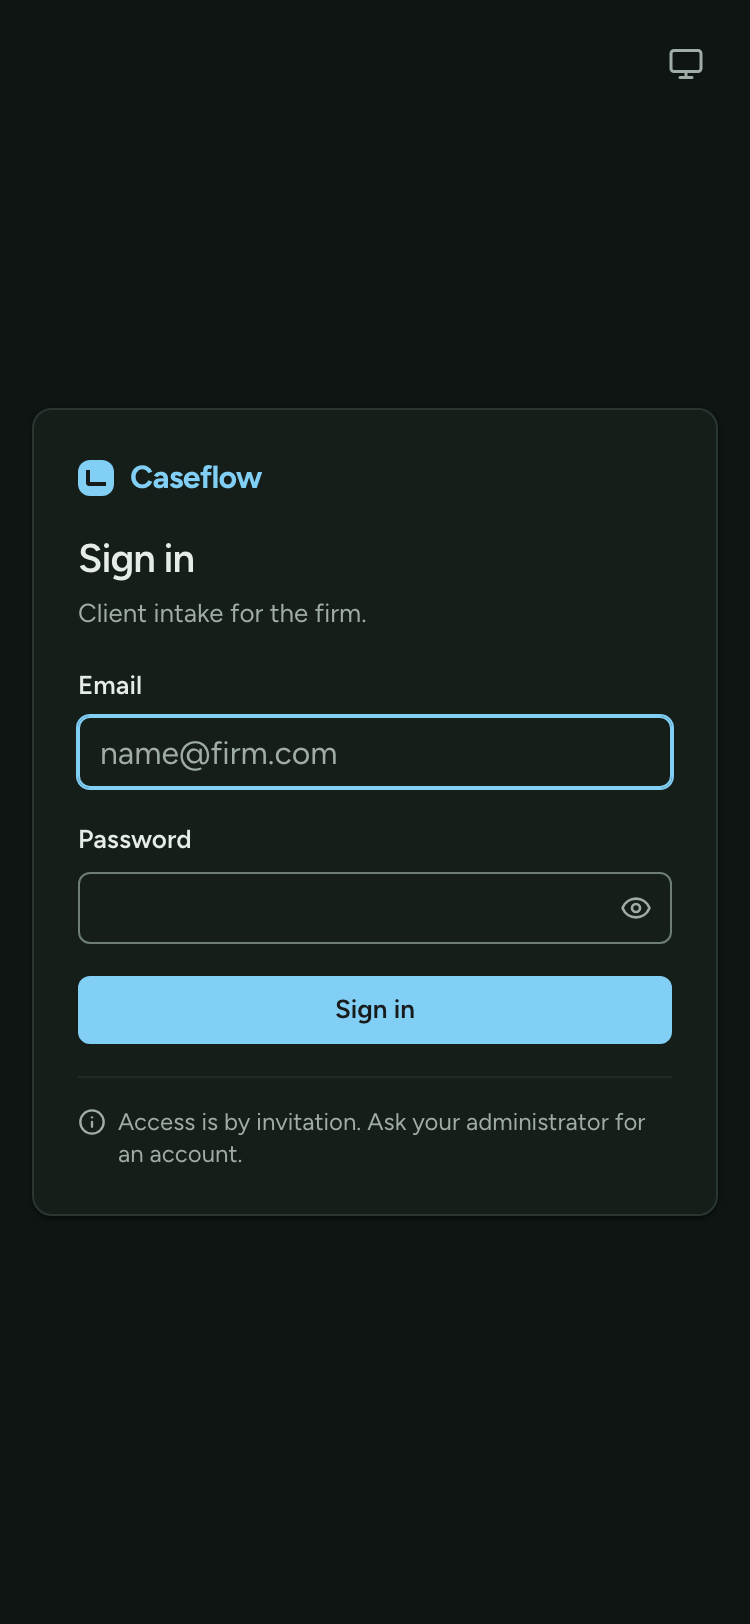 Caseflow
Sign in
Client intake for the firm.
Email
name@firm.com
Password
Sign in
Access is by invitation. Ask your administrator for
an account.